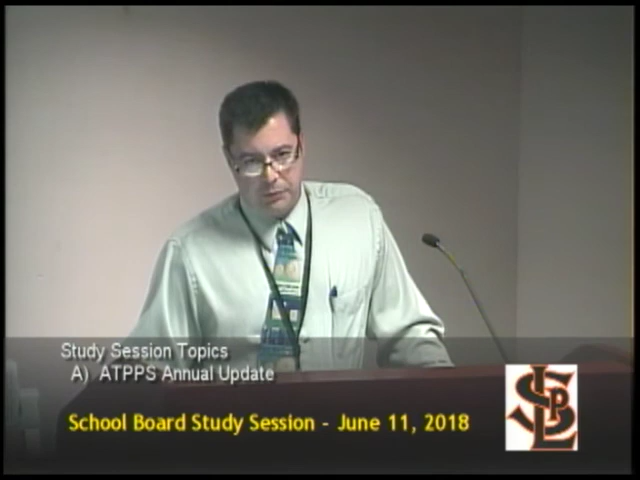 Study Session Topics
A) ATPPS Annual Update
School Board Study Session - June 11, 2018
SLP